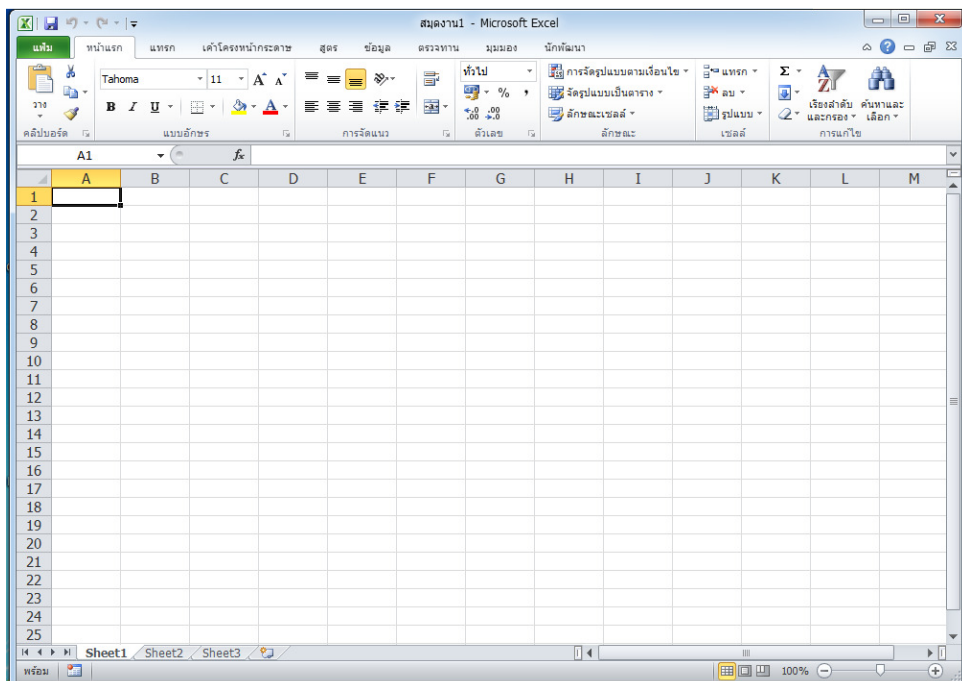 สมุดงาน1 - Microsoft Excel
แฟ้ม หน้าแรก แทรก เค้าโครงหน้ากระดาษ สูตร ข้อมูล ตรวจทาน มุมมอง นักพัฒนา
วาง
Tahoma 11
B I U
ทั่วไป
% ,
การจัดรูปแบบตามเงื่อนไข
จัดรูปแบบเป็นตาราง
ลักษณะเซลล์
แทรก
ลบ
รูปแบบ
Σ
เรียงลำดับ
และกรอง
ค้นหาและ
เลือก
คลิปบอร์ด แบบอักษร การจัดแนว ตัวเลข ลักษณะ เซลล์ การแก้ไข
A1 fx
A B C D E F G H I J K L M
1
2
3
4
5
6
7
8
9
10
11
12
13
14
15
16
17
18
19
20
21
22
23
24
25
Sheet1 Sheet2 Sheet3
พร้อม 100%